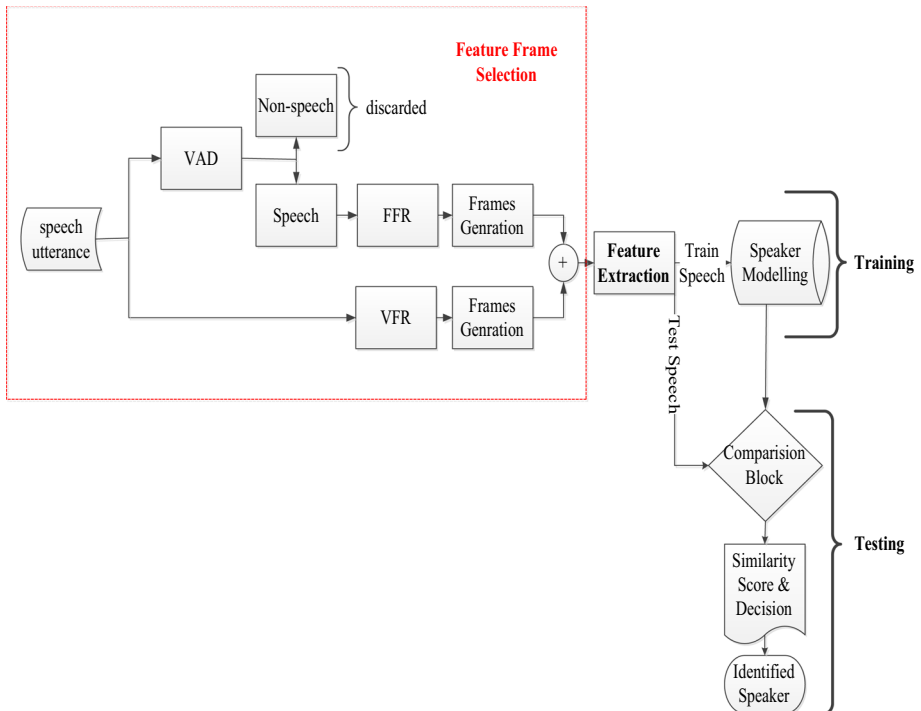 Feature Frame
Selection
Non-speech
discarded
VAD
speech
utterance
Speech
FFR
Frames
Genration
+
VFR
Frames
Genration
Feature
Extraction
Train
Speech
Speaker
Modelling
Training
Test Speech
Comparision
Block
Similarity
Score &
Decision
Identified
Speaker
Testing